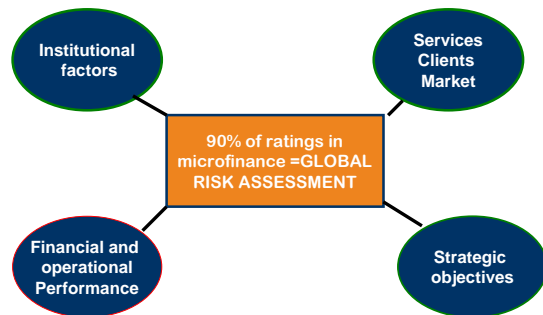 Institutional
factors
Services
Clients
Market
90% of ratings in
microfinance =GLOBAL
RISK ASSESSMENT
Financial and
operational
Performance
Strategic
objectives